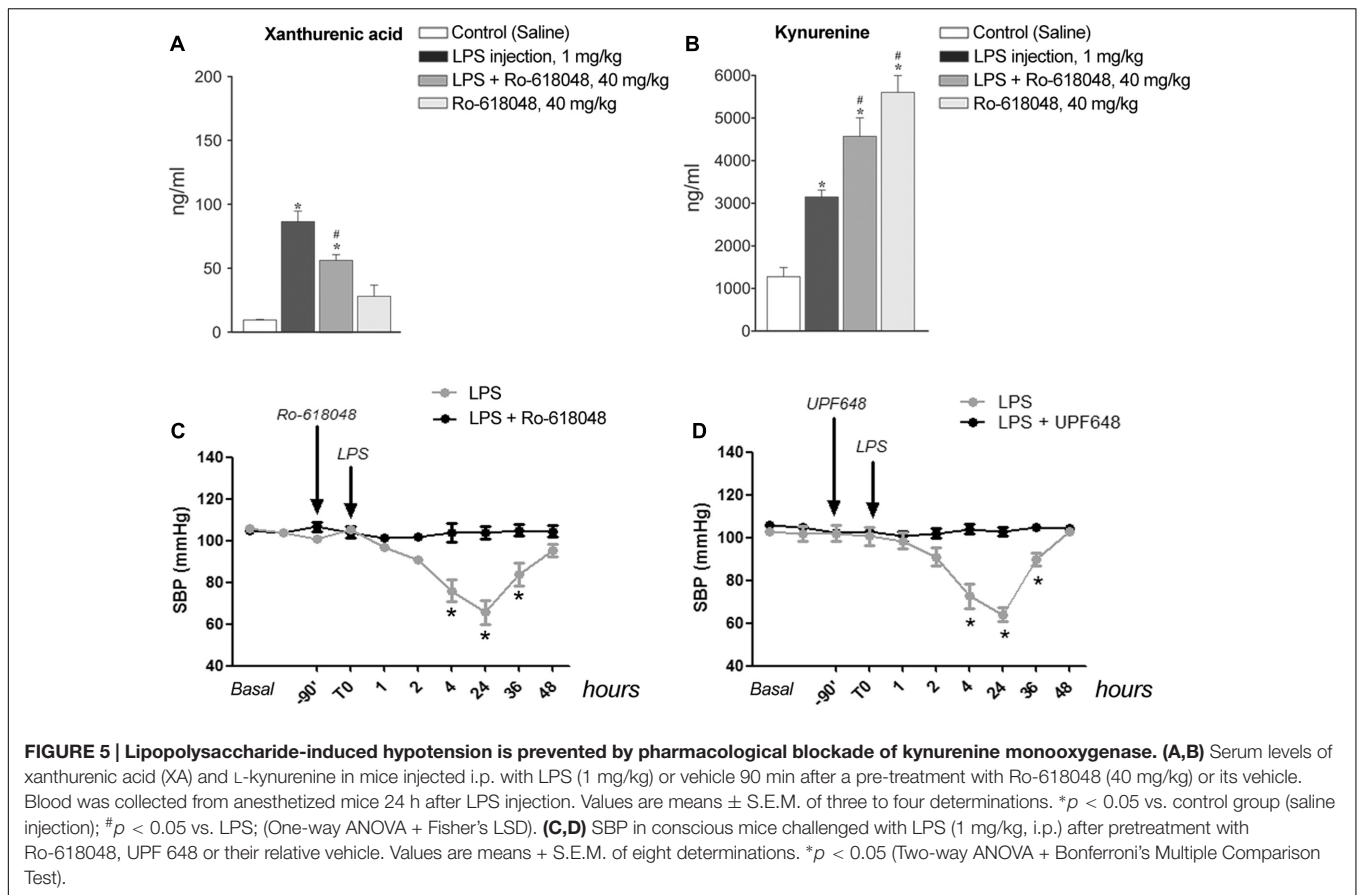 A
Xanthurenic acid
Control (Saline)
LPS injection, 1 mg/kg
LPS + Ro-618048, 40 mg/kg
Ro-618048, 40 mg/kg
200
150
100
50
0
ng/ml
*
#
*
B
Kynurenine
Control (Saline)
LPS injection, 1 mg/kg
LPS + Ro-618048, 40 mg/kg
Ro-618048, 40 mg/kg
6000
5000
4000
3000
2000
1000
0
ng/ml
*
#
*
#
*
C
LPS
LPS + Ro-618048
Ro-618048
LPS
140
120
100
80
60
40
SBP (mmHg)
* * *
Basal -90' T0 1 2 4 24 36 48 hours
D
LPS
LPS + UPF648
UPF648
LPS
140
120
100
80
60
40
SBP (mmHg)
* * *
Basal -90' T0 1 2 4 24 36 48 hours
FIGURE 5 | Lipopolysaccharide-induced hypotension is prevented by pharmacological blockade of kynurenine monooxygenase. (A,B) Serum levels of
xanthurenic acid (XA) and L-kynurenine in mice injected i.p. with LPS (1 mg/kg) or vehicle 90 min after a pre-treatment with Ro-618048 (40 mg/kg) or its vehicle.
Blood was collected from anesthetized mice 24 h after LPS injection. Values are means ± S.E.M. of three to four determinations. *p < 0.05 vs. control group (saline
injection); #p < 0.05 vs. LPS; (One-way ANOVA + Fisher's LSD). (C,D) SBP in conscious mice challenged with LPS (1 mg/kg, i.p.) after pretreatment with
Ro-618048, UPF 648 or their relative vehicle. Values are means + S.E.M. of eight determinations. *p < 0.05 (Two-way ANOVA + Bonferroni's Multiple Comparison
Test).